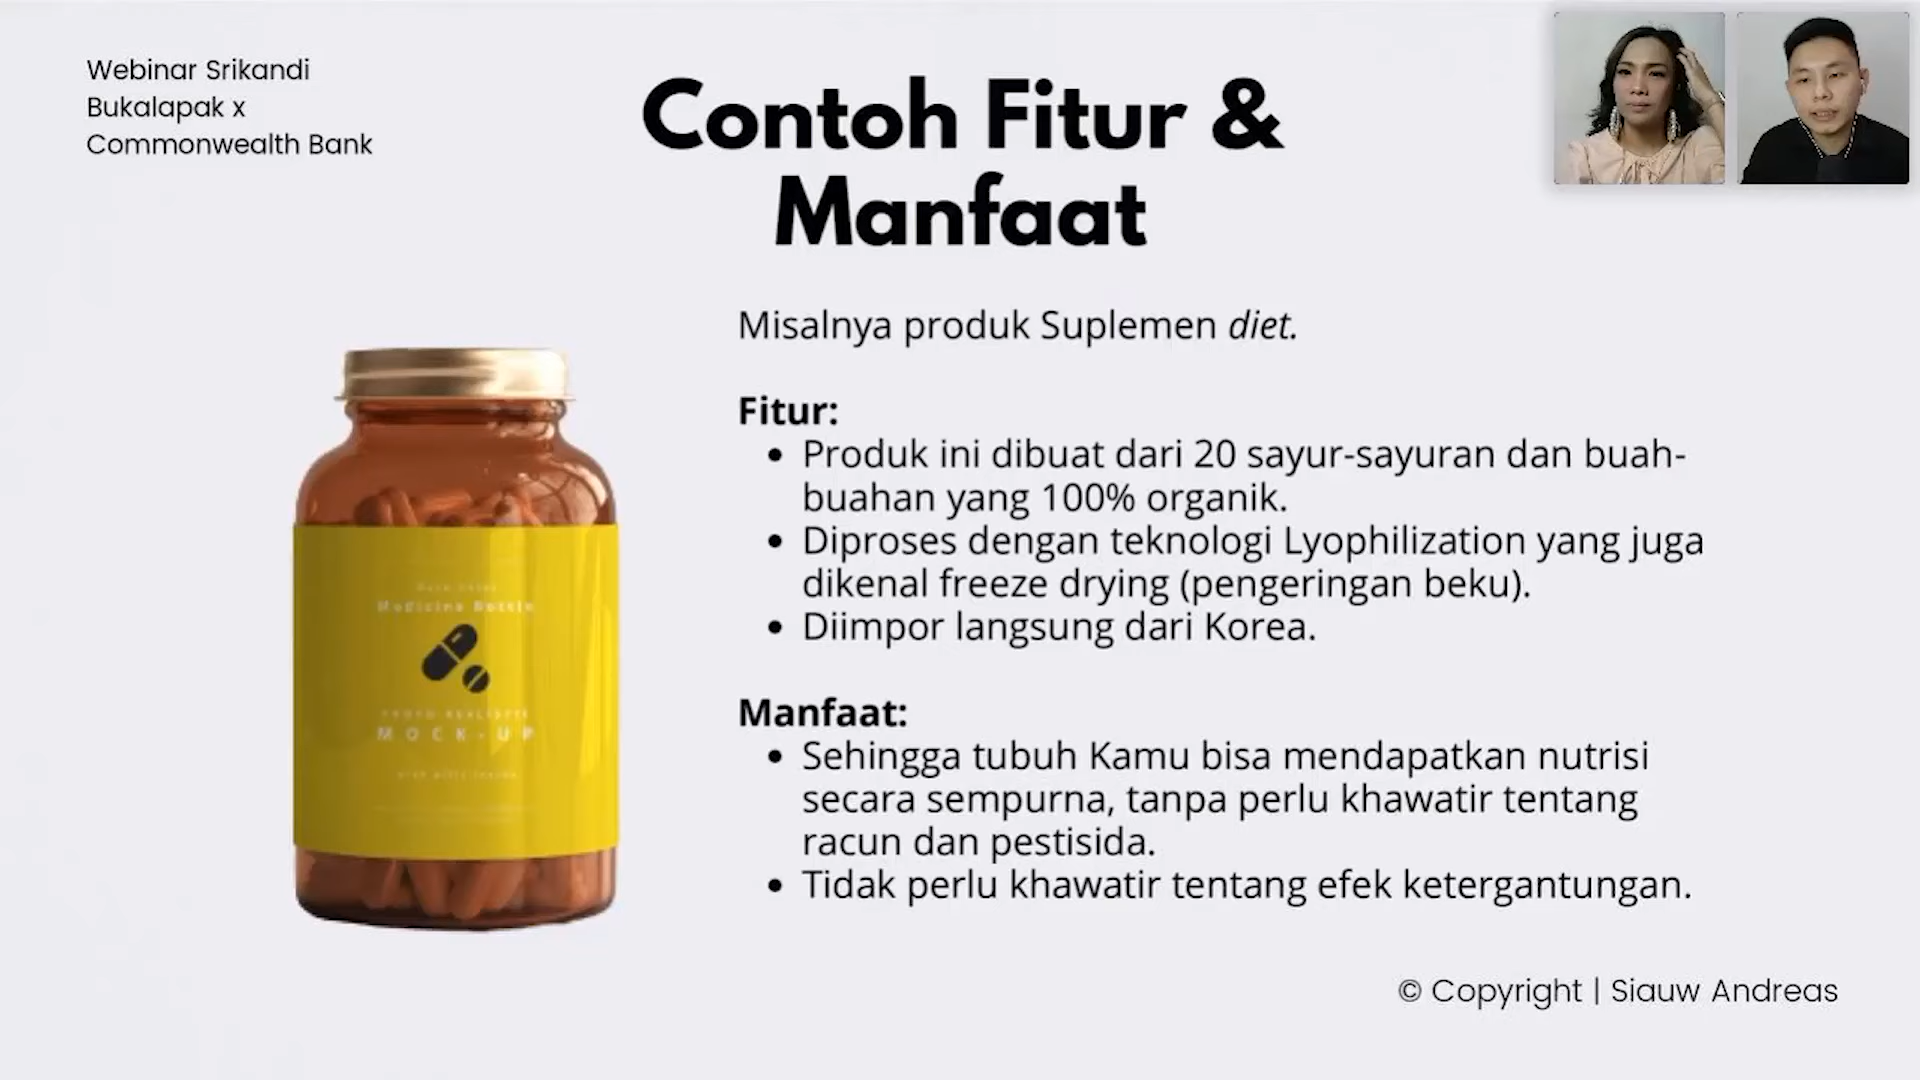 Webinar Srikandi
Bukalapak x
Commonwealth Bank
Contoh Fitur &
Manfaat
Misalnya produk Suplemen diet.
Fitur:
• Produk ini dibuat dari 20 sayur-sayuran dan buah-
buahan yang 100% organik.
• Diproses dengan teknologi Lyophilization yang juga
dikenal freeze drying (pengeringan beku).
• Diimpor langsung dari Korea.
Manfaat:
• Sehingga tubuh Kamu bisa mendapatkan nutrisi
secara sempurna, tanpa perlu khawatir tentang
racun dan pestisida.
• Tidak perlu khawatir tentang efek ketergantungan.
Medicine Bottle
MOCK-UP
© Copyright | Siauw Andreas